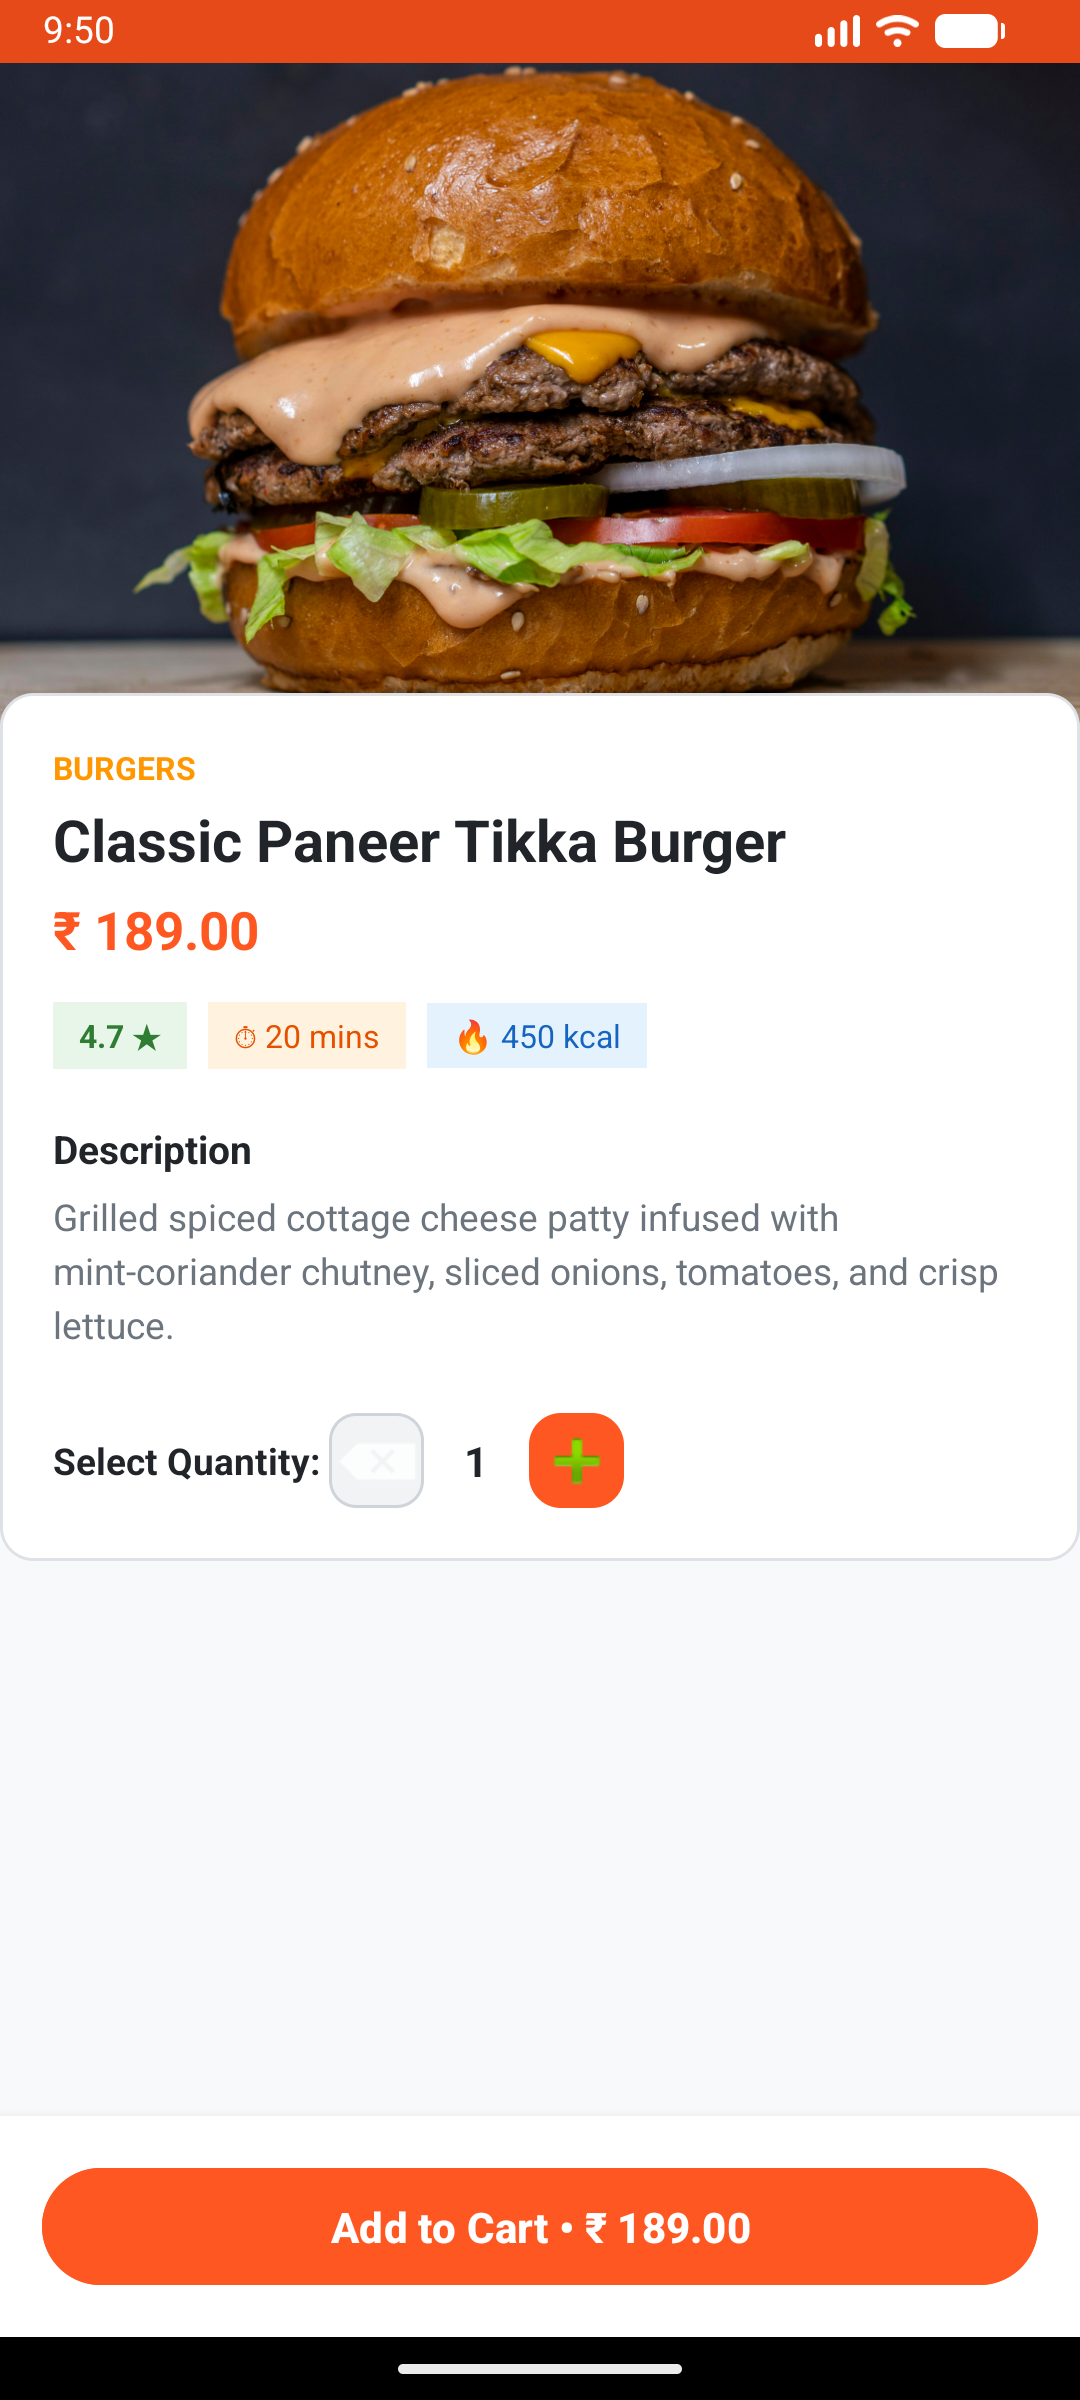 9:50
BURGERS
Classic Paneer Tikka Burger
₹ 189.00
4.7 ★
⏱ 20 mins
🔥 450 kcal
Description
Grilled spiced cottage cheese patty infused with
mint-coriander chutney, sliced onions, tomatoes, and crisp
lettuce.
Select Quantity: 1
Add to Cart • ₹ 189.00